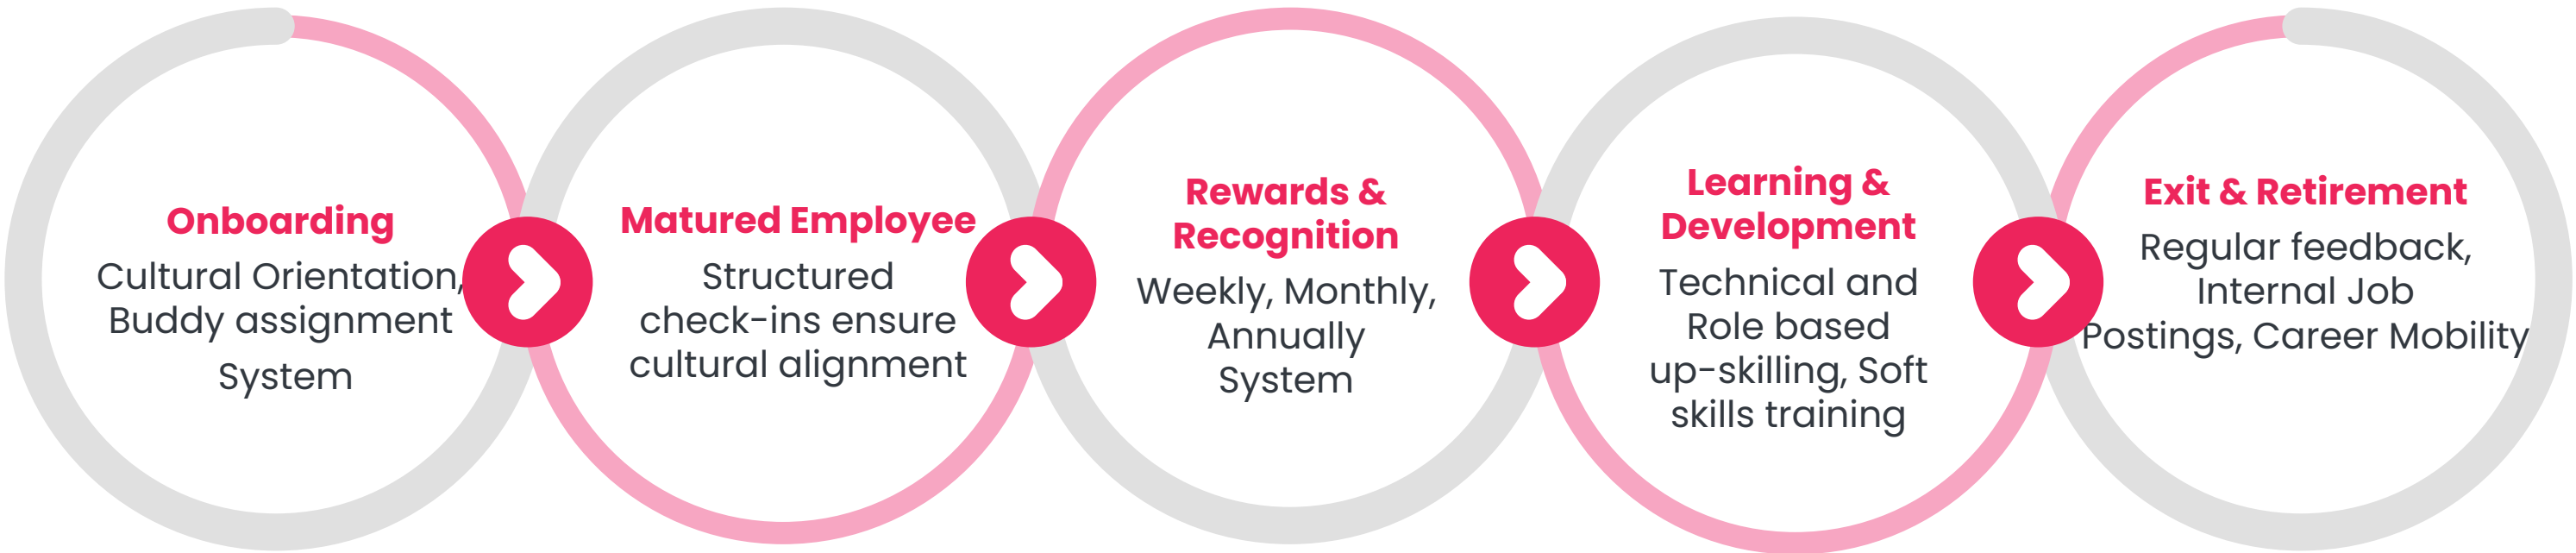 Onboarding
Cultural Orientation,
Buddy assignment
System
Matured Employee
Structured
check-ins ensure
cultural alignment
Rewards &
Recognition
Weekly, Monthly,
Annually
System
Learning &
Development
Technical and
Role based
up-skilling, Soft
skills training
Exit & Retirement
Regular feedback,
Internal Job
Postings, Career Mobility